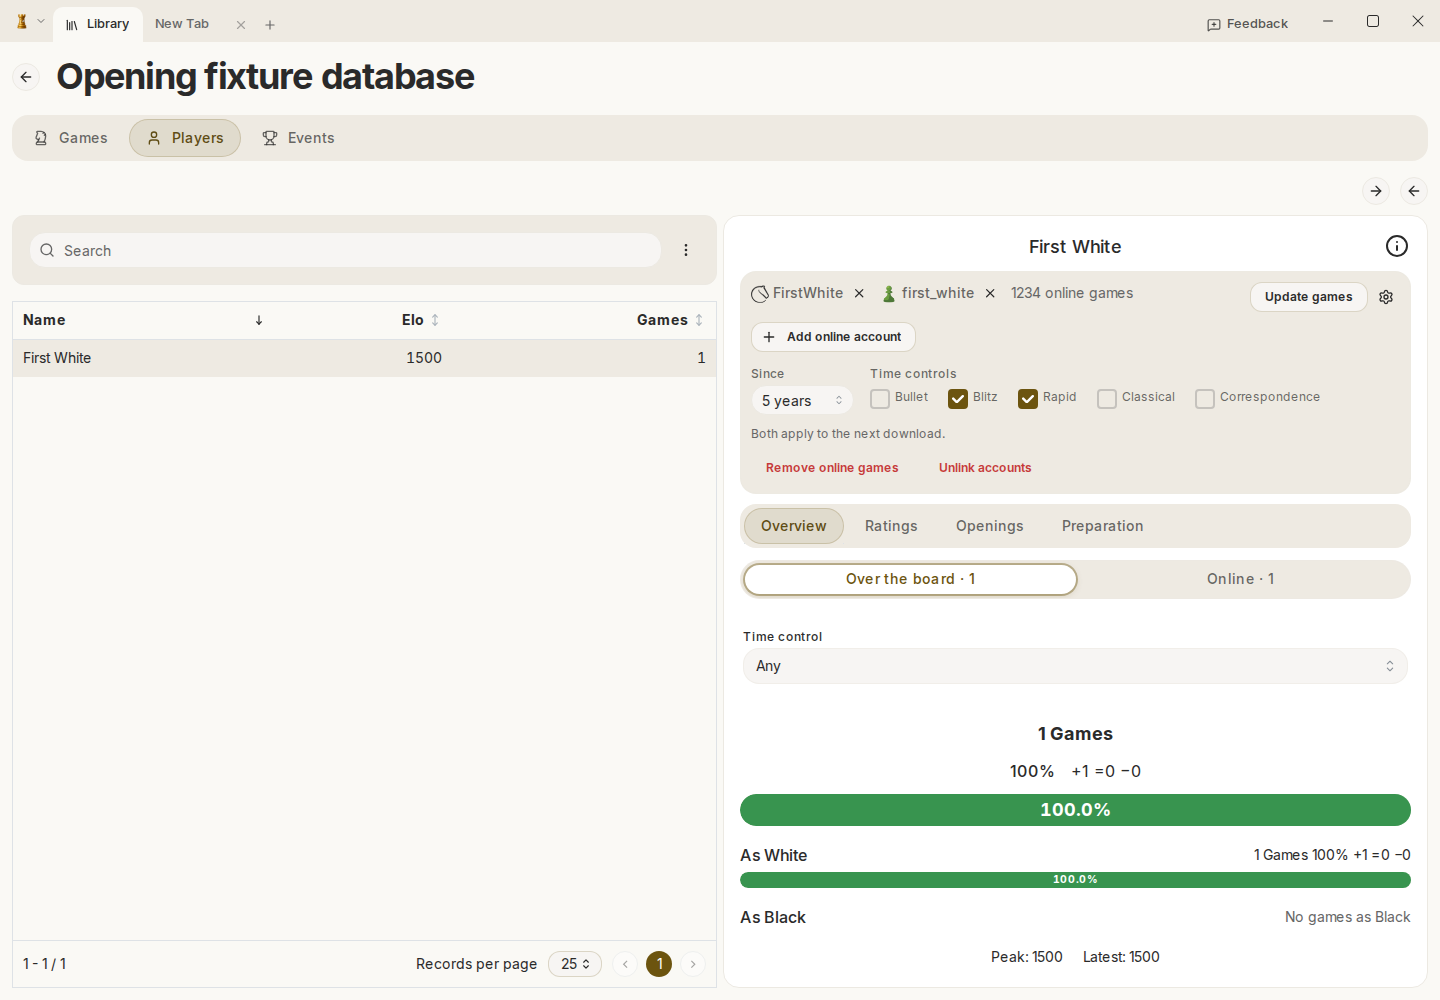 Library
New Tab
Feedback
Opening fixture database
Games
Players
Events
Search
Name
Elo
Games
First White
1500
1
1 - 1 / 1
Records per page
25
1
First White
FirstWhite
first_white
1234 online games
Update games
Add online account
Since
Time controls
5 years
Bullet
Blitz
Rapid
Classical
Correspondence
Both apply to the next download.
Remove online games
Unlink accounts
Overview
Ratings
Openings
Preparation
Over the board · 1
Online · 1
Time control
Any
1 Games
100% +1 =0 −0
100.0%
As White
1 Games 100% +1 =0 −0
100.0%
As Black
No games as Black
Peak: 1500
Latest: 1500